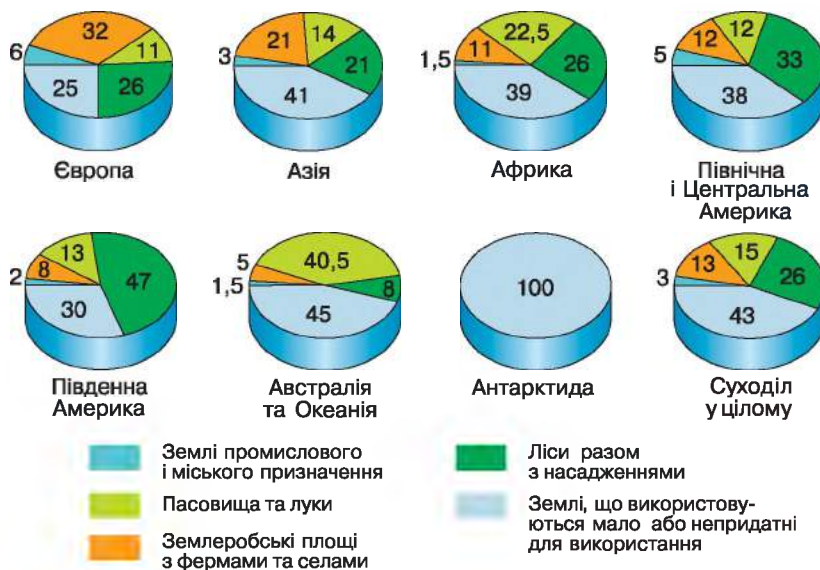 32
6
11
25
26
Європа
21
14
3
21
41
Азія
22,5
11
1,5
26
39
Африка
12
12
5
33
38
Північна
і Центральна
Америка
13
8
2
47
30
Південна
Америка
40,5
5
1,5
8
45
Австралія
та Океанія
100
Антарктида
15
13
3
26
43
Суходіл
у цілому
Землі промислового
і міського призначення
Пасовища та луки
Землеробські площі
з фермами та селами
Ліси разом
з насадженнями
Землі, що використову-
ються мало або непридатні
для використання